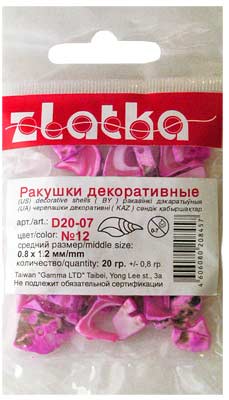 zlatka
Ракушки декоративные
(US) decorative shells ( BY ) ракавінкі дэкаратыўныя
(UA) черепашки декоративні ( KAZ ) сәндік қабыршақтар
арт./art.: D20-07
цвет/color: №12
средний размер/middle size:
0.8 x 1.2 мм/mm
количество/quantity: 20 гр. +/- 0,8 гр.
Taiwan "Gamma LTD" Taibei, Yong Lee st., 3a
Не подлежит обязательной сертификации
4606080208457